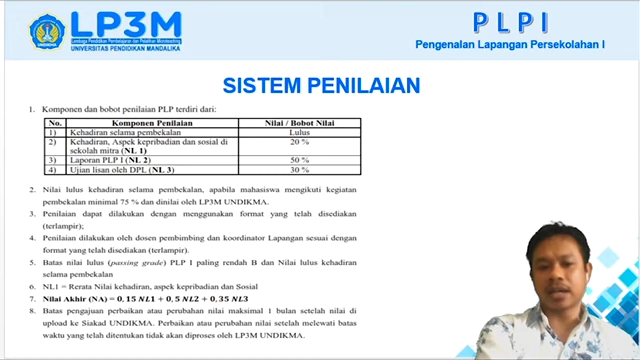 LP3M
Lembaga Pendidikan Pembelajaran dan Pelatihan Microteaching
UNIVERSITAS PENDIDIKAN MANDALIKA
PLPI
Pengenalan Lapangan Persekolahan I
SISTEM PENILAIAN
1. Komponen dan bobot penilaian PLP terdiri dari:
No. Komponen Penilaian Nilai / Bobot Nilai
1) Kehadiran selama pembekalan Lulus
2) Kehadiran, Aspek kepribadian dan sosial di 20 %
sekolah mitra (NL 1)
3) Laporan PLP I (NL 2) 50 %
4) Ujian lisan oleh DPL (NL 3) 30 %
2. Nilai lulus kehadiran selama pembekalan, apabila mahasiswa mengikuti kegiatan
pembekalan minimal 75 % dan dinilai oleh LP3M UNDIKMA.
3. Penilaian dapat dilakukan dengan menggunakan format yang telah disediakan
(terlampir);
4. Penilaian dilakukan oleh dosen pembimbing dan koordinator Lapangan sesuai dengan
format yang telah disediakan (terlampir).
5. Batas nilai lulus (passing grade) PLP I paling rendah B dan Nilai lulus kehadiran
selama pembekalan
6. NL1 = Rerata Nilai kehadiran, aspek kepribadian dan Sosial
7. Nilai Akhir (NA) = 0,15 NL1 + 0,5 NL2 + 0,35 NL3
8. Batas pengajuan perbaikan atau perubahan nilai maksimal 1 bulan setelah nilai di
upload ke Siakad UNDIKMA. Perbaikan atau perubahan nilai setelah melewati batas
waktu yang telah ditentukan tidak akan diproses oleh LP3M UNDIKMA.